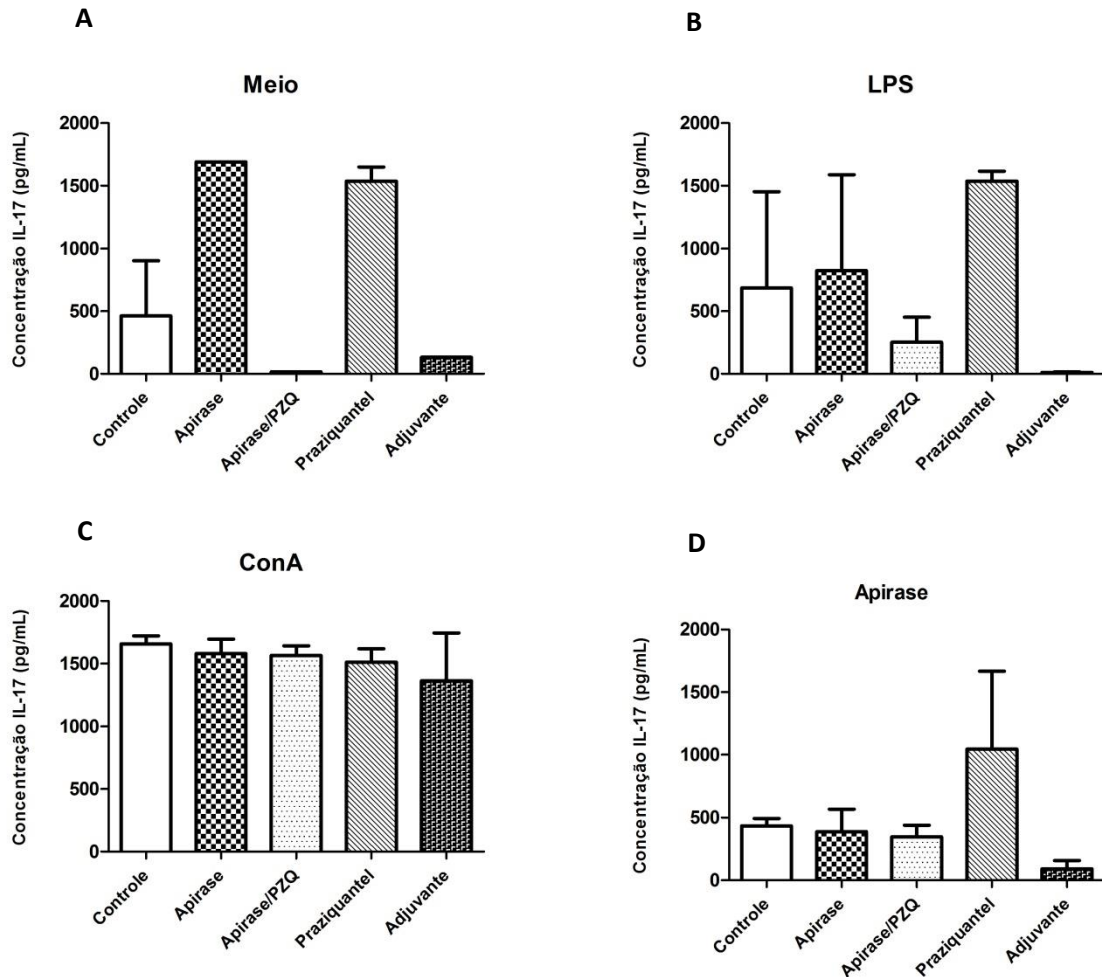 A
Meio
Concentração IL-17 (pg/mL)
2000
1500
1000
500
0
Controle
Apirase
Apirase/PZQ
Praziquantel
Adjuvante
B
LPS
Concentração IL-17 (pg/mL)
2000
1500
1000
500
0
Controle
Apirase
Apirase/PZQ
Praziquantel
Adjuvante
C
ConA
Concentração IL-17 (pg/mL)
2000
1500
1000
500
0
Controle
Apirase
Apirase/PZQ
Praziquantel
Adjuvante
D
Apirase
Concentração IL-17 (pg/mL)
2000
1500
1000
500
0
Controle
Apirase
Apirase/PZQ
Praziquantel
Adjuvante